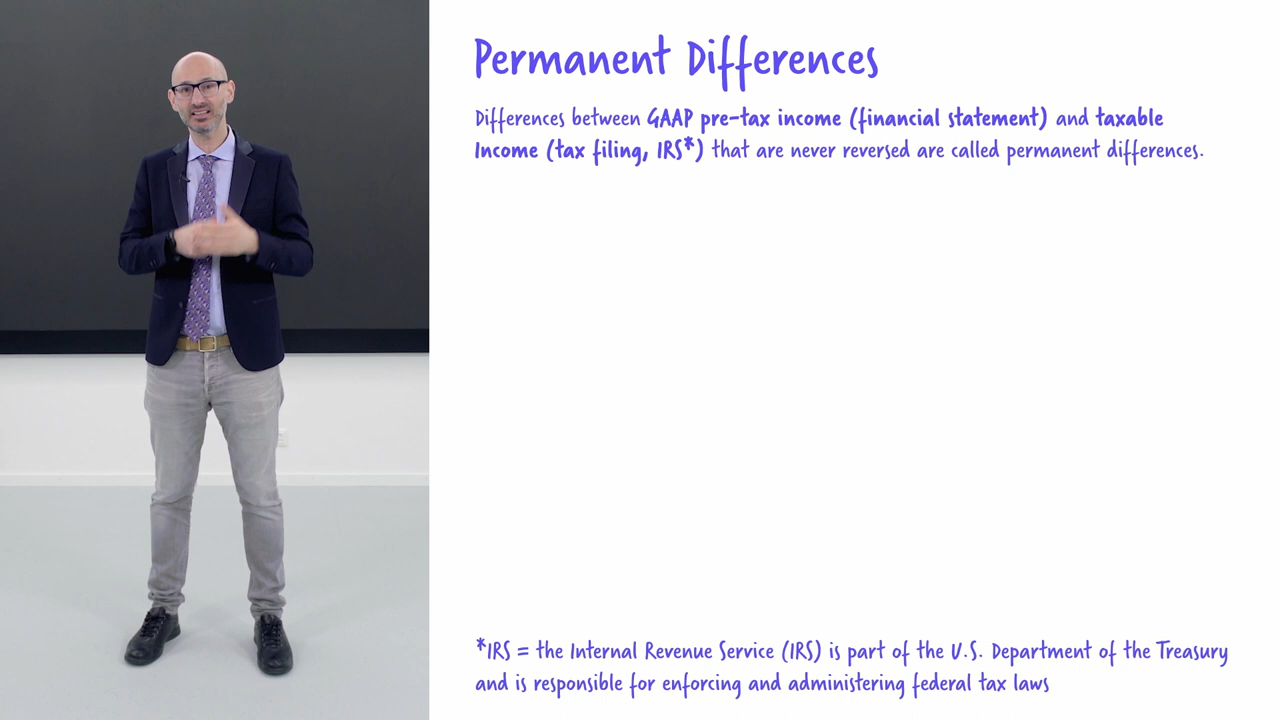 Permanent Differences
Differences between GAAP pre-tax income (financial statement) and taxable
Income (tax filing, IRS*) that are never reversed are called permanent differences.
*IRS = the Internal Revenue Service (IRS) is part of the U.S. Department of the Treasury
and is responsible for enforcing and administering federal tax laws